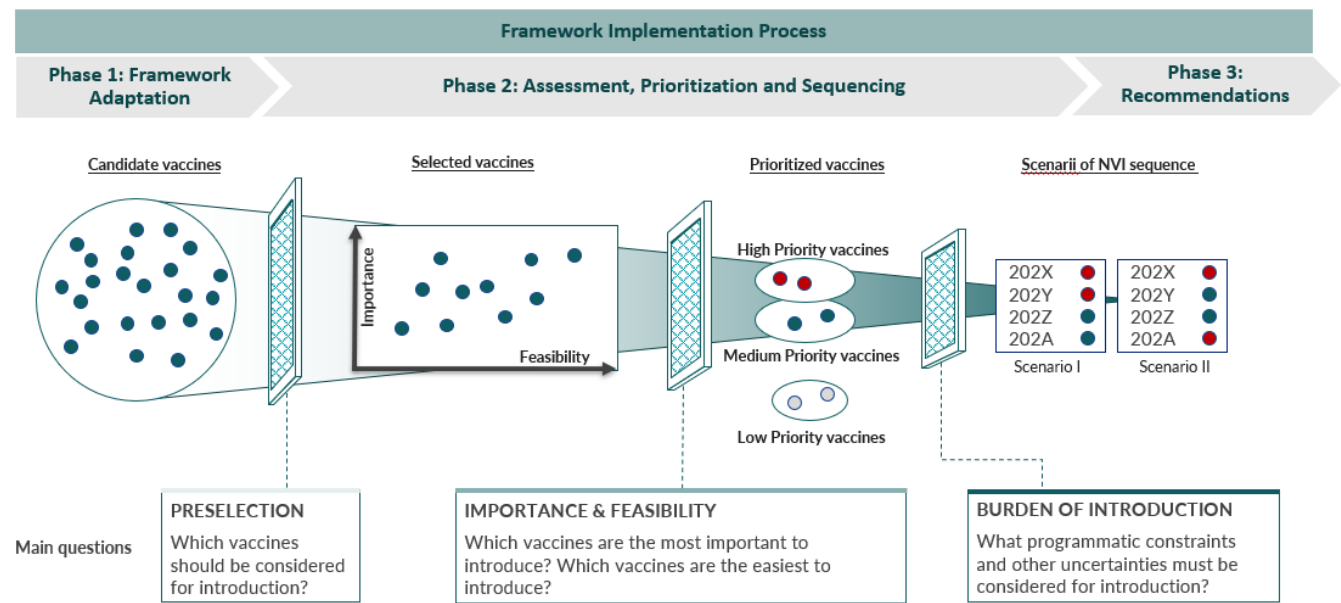 Framework Implementation Process
Phase 1: Framework
Adaptation
Phase 2: Assessment, Prioritization and Sequencing
Phase 3:
Recommendations
Candidate vaccines
Selected vaccines
Prioritized vaccines
Scenarii of NVI sequence
Importance
Feasibility
High Priority vaccines
Medium Priority vaccines
Low Priority vaccines
202X
202Y
202Z
202A
Scenario I
202X
202Y
202Z
202A
Scenario II
Main questions
PRESELECTION
Which vaccines
should be considered
for introduction?
IMPORTANCE & FEASIBILITY
Which vaccines are the most important to
introduce? Which vaccines are the easiest to
introduce?
BURDEN OF INTRODUCTION
What programmatic constraints
and other uncertainties must be
considered for introduction?